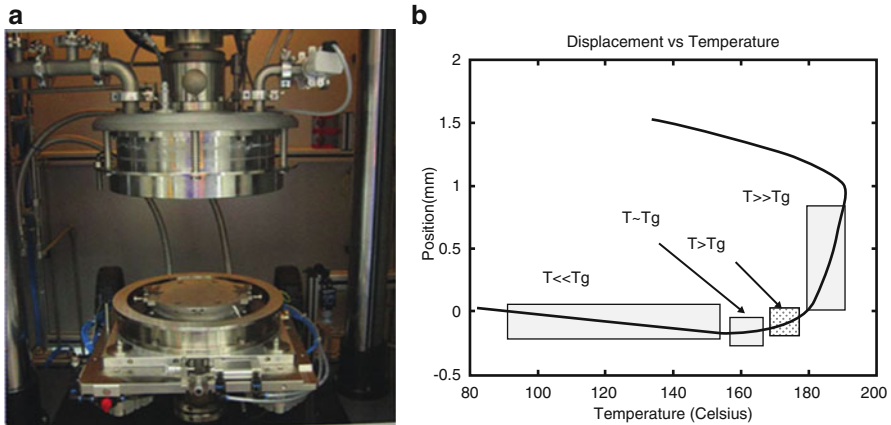 a
b
Displacement vs Temperature
2
1.5
1
0.5
0
-0.5
Position(mm)
T>>Tg
T~Tg
T>Tg
T<<Tg
80 100 120 140 160 180 200
Temperature (Celsius)